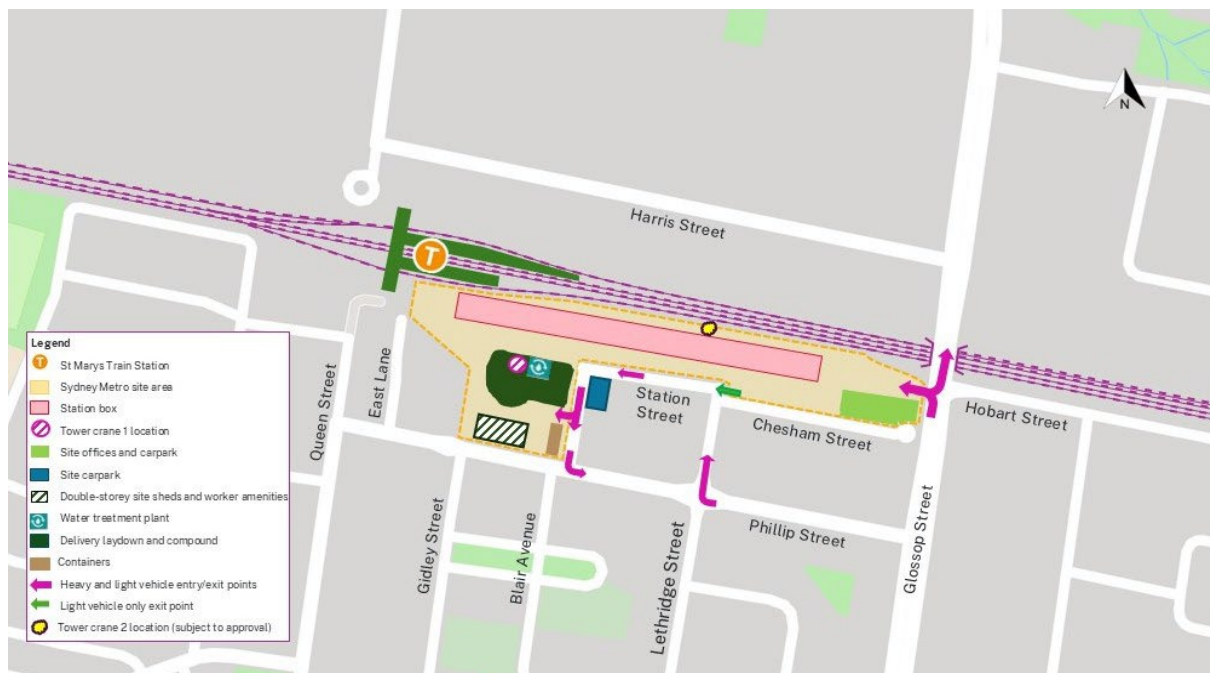 N
Harris Street
T
Station
Street
Chesham Street
Hobart Street
Queen Street
East Lane
Gidley Street
Blair Avenue
Lethridge Street
Phillip Street
Glossop Street
Legend
T St Marys Train Station
Sydney Metro site area
Station box
Tower crane 1 location
Site offices and carpark
Site carpark
Double-storey site sheds and worker amenities
Water treatment plant
Delivery laydown and compound
Containers
Heavy and light vehicle entry/exit points
Light vehicle only exit point
Tower crane 2 location (subject to approval)